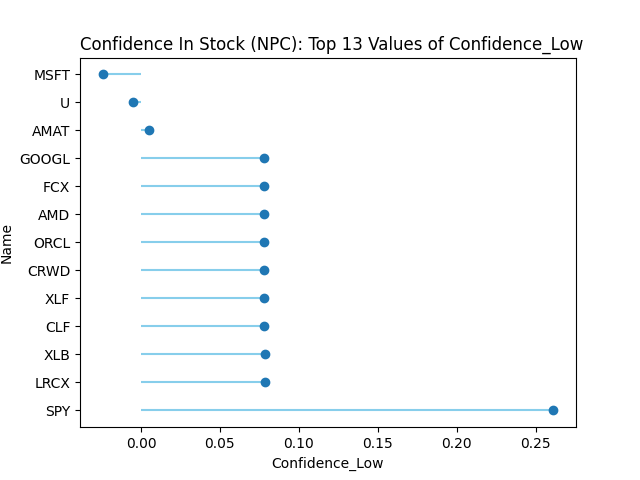 Confidence In Stock (NPC): Top 13 Values of Confidence_Low
MSFT
U
AMAT
GOOGL
FCX
AMD
ORCL
CRWD
XLF
CLF
XLB
LRCX
SPY
Name
0.00 0.05 0.10 0.15 0.20 0.25
Confidence_Low